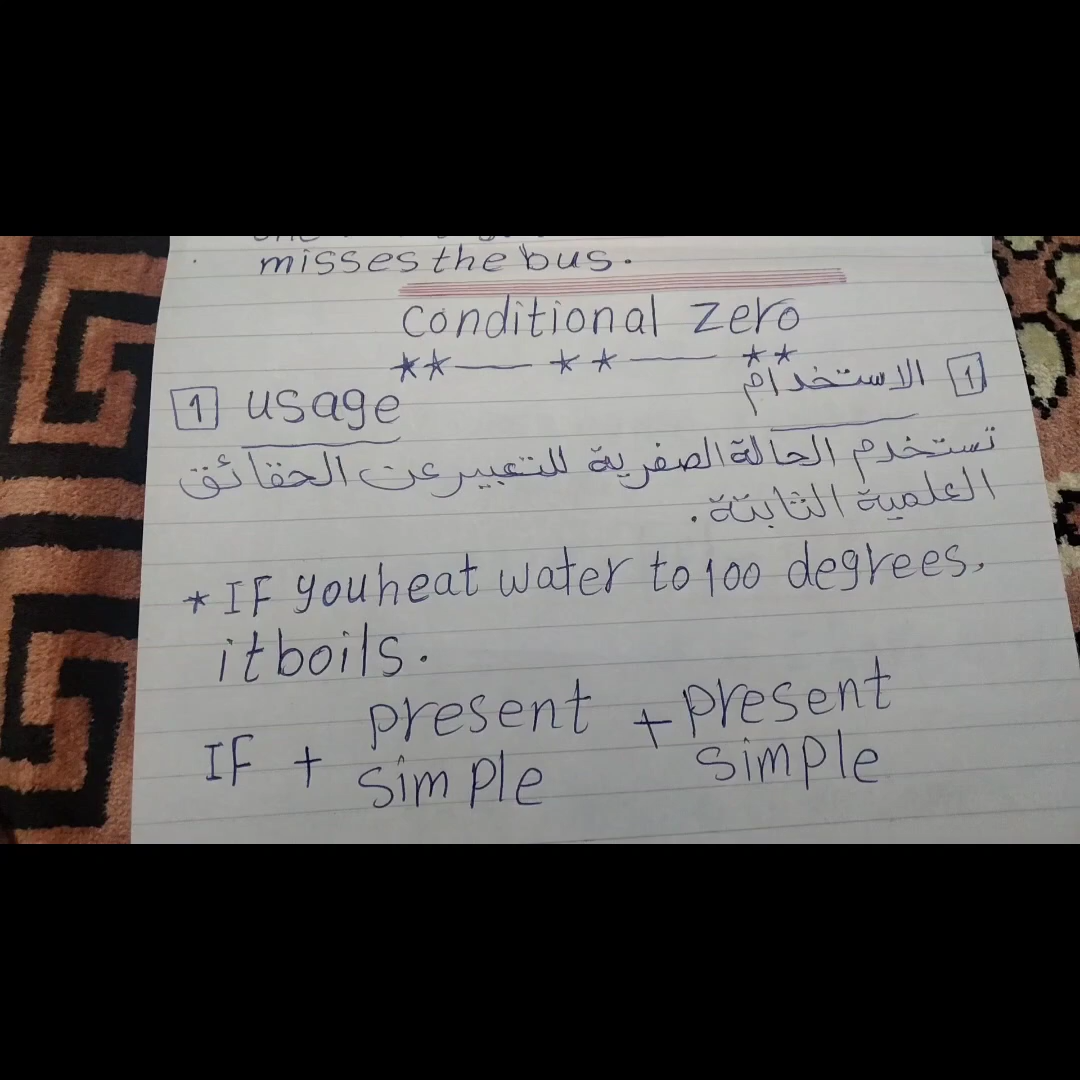 misses the bus.
conditional zero
**—— **—— **
1 usage
1 الاستخدام
تستخدم الحالة الصفرية للتعبير عن الحقائق
العلمية الثابتة.
* IF you heat water to 100 degrees,
it boils.
IF + present simple + present simple